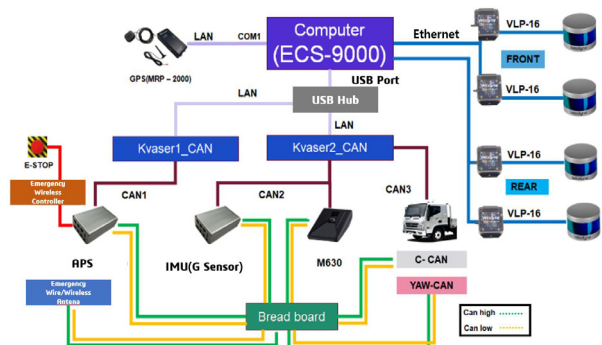 LAN
COM1
Computer
(ECS-9000)
Ethernet
VLP-16
FRONT
GPS(MRP – 2000)
USB Port
LAN
USB Hub
VLP-16
LAN
E-STOP
Kvaser1_CAN
Kvaser2_CAN
VLP-16
Emergency
Wireless
Controller
CAN1
CAN2
CAN3
REAR
VLP-16
APS
IMU(G Sensor)
M630
C- CAN
YAW-CAN
Emergency
Wire/Wireless
Antena
Bread board
Can high
Can low